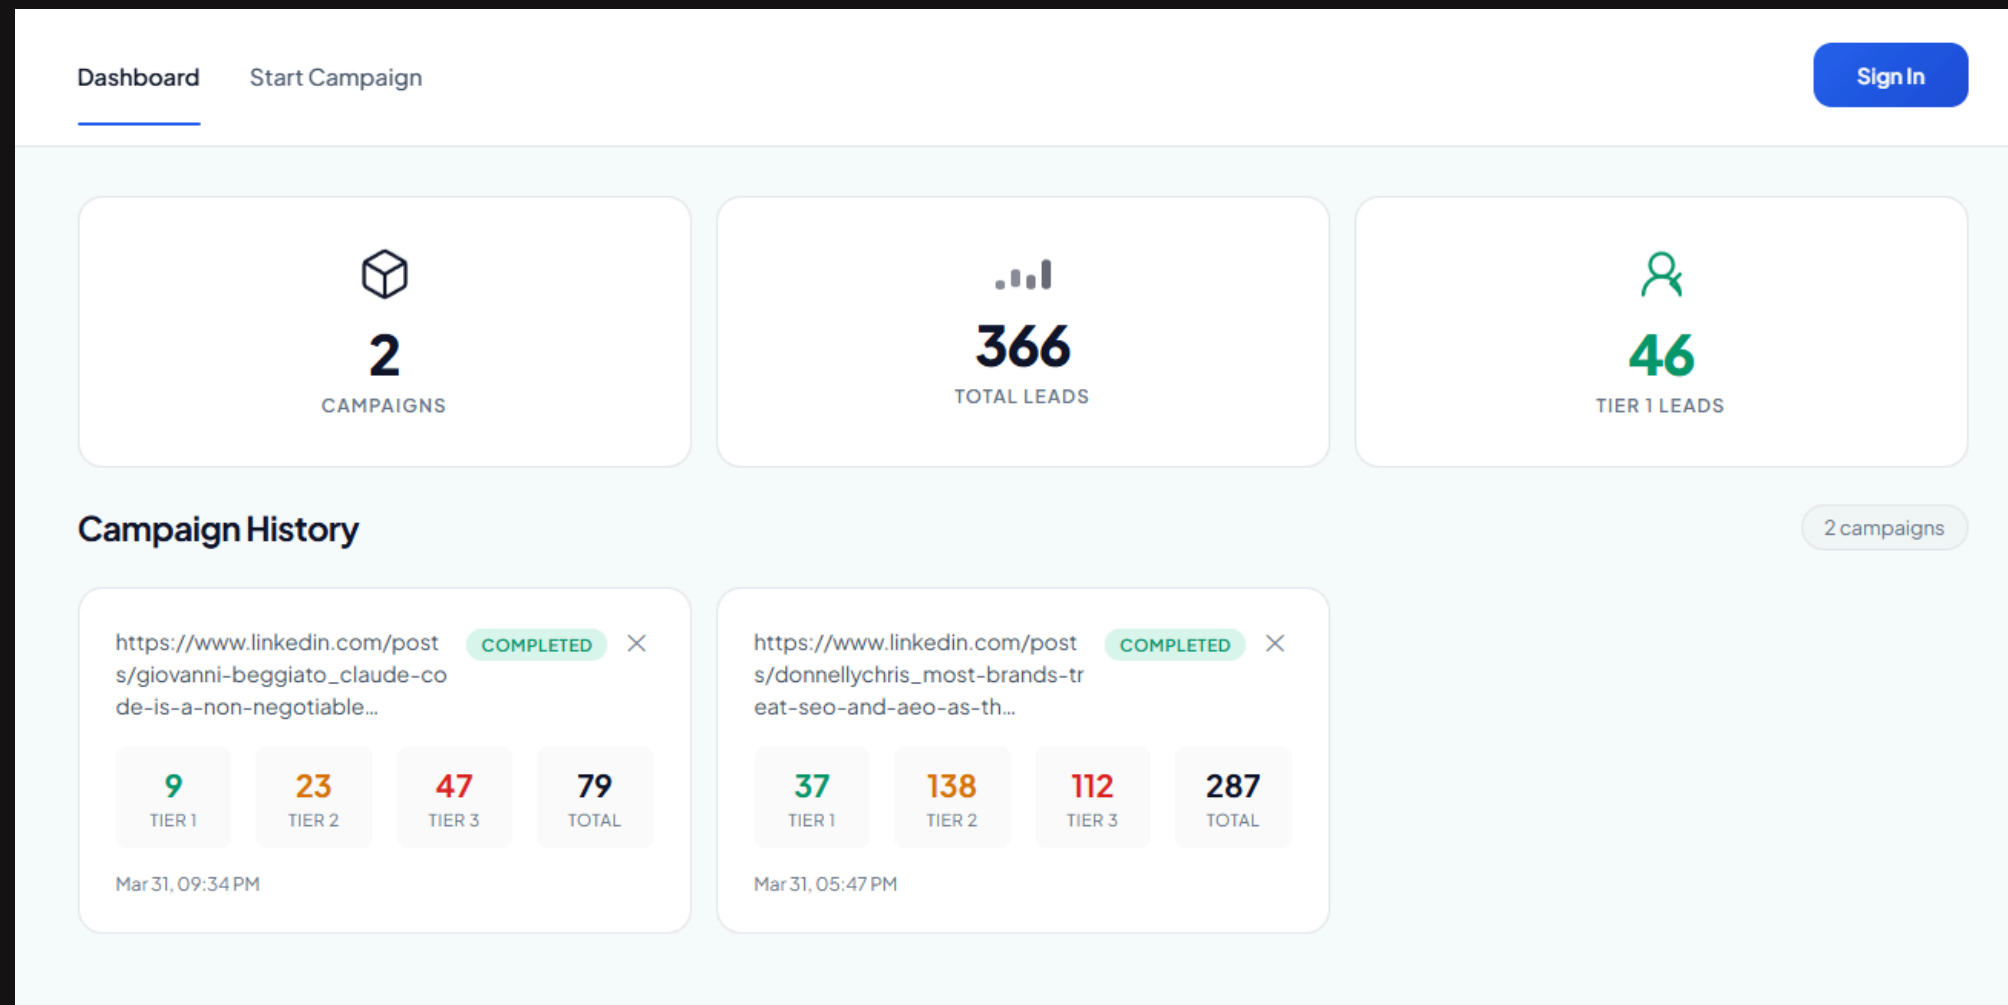 Dashboard
Start Campaign
Sign In
2
CAMPAIGNS
366
TOTAL LEADS
46
TIER 1 LEADS
Campaign History
2 campaigns
https://www.linkedin.com/post
s/giovanni-beggiato_claude-co
de-is-a-non-negotiable...
COMPLETED
9
TIER 1
23
TIER 2
47
TIER 3
79
TOTAL
Mar 31, 09:34 PM
https://www.linkedin.com/post
s/donnellychris_most-brands-tr
eat-seo-and-aeo-as-th...
COMPLETED
37
TIER 1
138
TIER 2
112
TIER 3
287
TOTAL
Mar 31, 05:47 PM